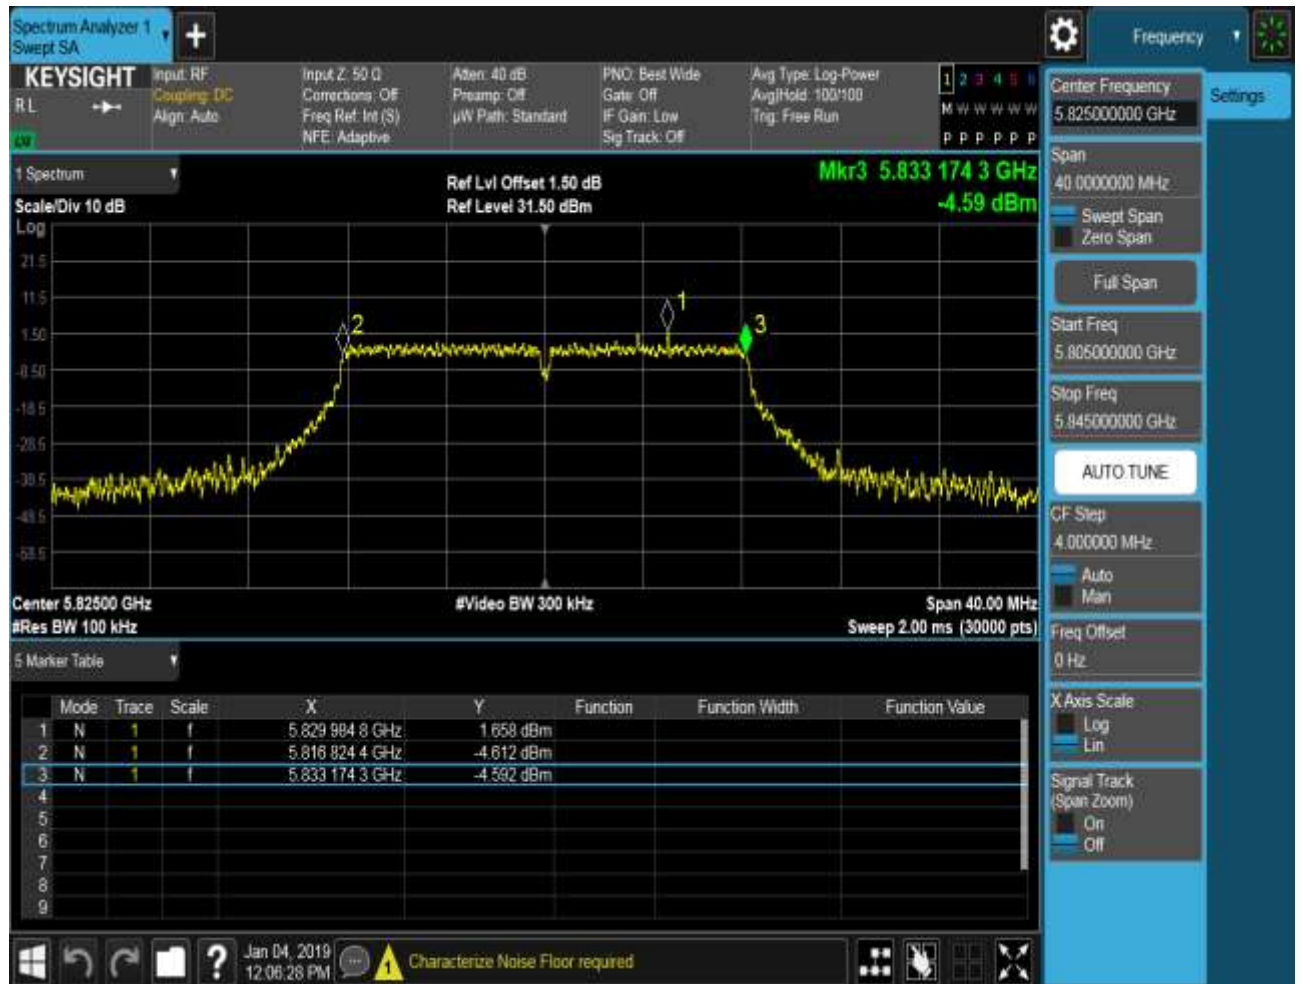 Spectrum Analyzer 1
Swept SA
Frequency
KEYSIGHT
RL
Input: RF
Coupling: DC
Align: Auto
Input Z: 50 Ω
Corrections: Off
Freq Ref: Int (S)
NFE: Adaptive
Atten: 40 dB
Preamp: Off
µW Path: Standard
PNO: Best Wide
Gate: Off
IF Gain: Low
Sig Track: Off
Avg Type: Log-Power
Avg|Hold: 100/100
Trig: Free Run
1 2 3 4 5 6
M W W W W W
P P P P P P
1 Spectrum
Scale/Div 10 dB
Log
Ref Lvl Offset 1.50 dB
Ref Level 31.50 dBm
Mkr3 5.833 174 3 GHz
-4.59 dBm
21.5
11.5
1.50
-8.50
-18.5
-28.5
-38.5
-48.5
-58.5
2
1
3
Center 5.82500 GHz
#Res BW 100 kHz
#Video BW 300 kHz
Span 40.00 MHz
Sweep 2.00 ms (30000 pts)
5 Marker Table
Mode Trace Scale X Y Function Function Width Function Value
1 N 1 f 5.829 984 8 GHz 1.658 dBm
2 N 1 f 5.816 824 4 GHz -4.612 dBm
3 N 1 f 5.833 174 3 GHz -4.592 dBm
4
5
6
7
8
9
Jan 04, 2019
12:06:28 PM
Characterize Noise Floor required
Settings
Center Frequency
5.825000000 GHz
Span
40.0000000 MHz
Swept Span
Zero Span
Full Span
Start Freq
5.805000000 GHz
Stop Freq
5.845000000 GHz
AUTO TUNE
CF Step
4.000000 MHz
Auto
Man
Freq Offset
0 Hz
X Axis Scale
Log
Lin
Signal Track
(Span Zoom)
On
Off